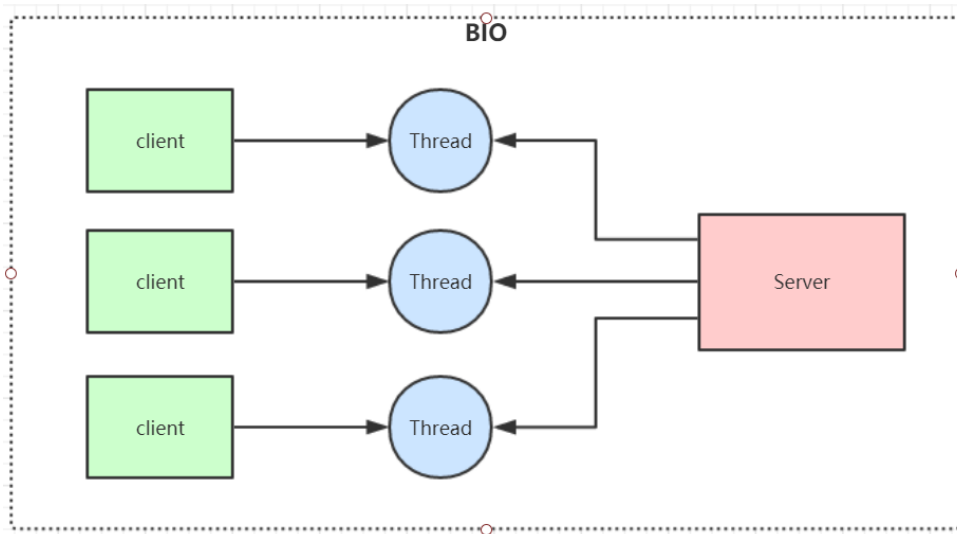 BIO
client
Thread
client
Thread
Server
client
Thread